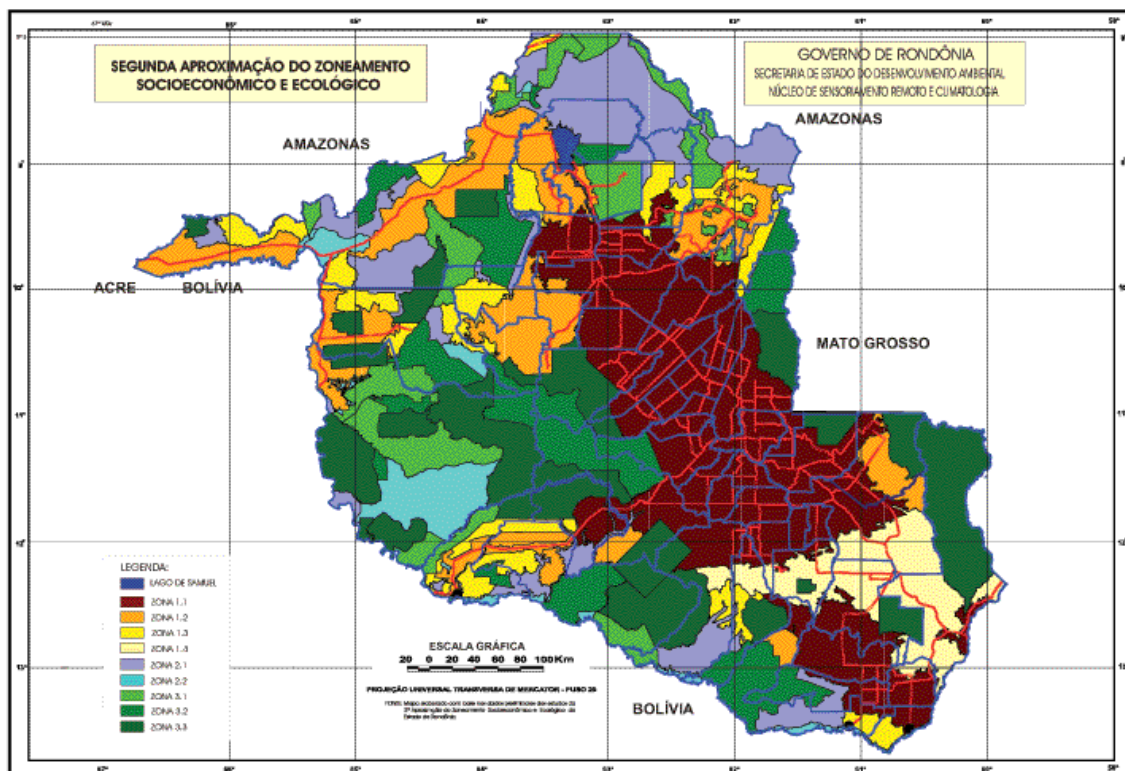 SEGUNDA APROXIMAÇÃO DO ZONEAMENTO
SOCIOECONÔMICO E ECOLÓGICO
GOVERNO DE RONDÔNIA
SECRETARIA DE ESTADO DO DESENVOLVIMENTO AMBIENTAL
NÚCLEO DE SENSORIAMENTO REMOTO E CLIMATOLOGIA
AMAZONAS
AMAZONAS
ACRE
BOLÍVIA
MATO GROSSO
LEGENDA:
LAGO DE SAMUEL
ZONA 1.1
ZONA 1.2
ZONA 1.3
ZONA 1.4
ZONA 2.1
ZONA 2.2
ZONA 3.1
ZONA 3.2
ZONA 3.3
ESCALA GRÁFICA
20 0 20 40 60 80 100 Km
PROJEÇÃO UNIVERSAL TRANSVERSA DE MERCATOR - FUSO 20
BOLÍVIA